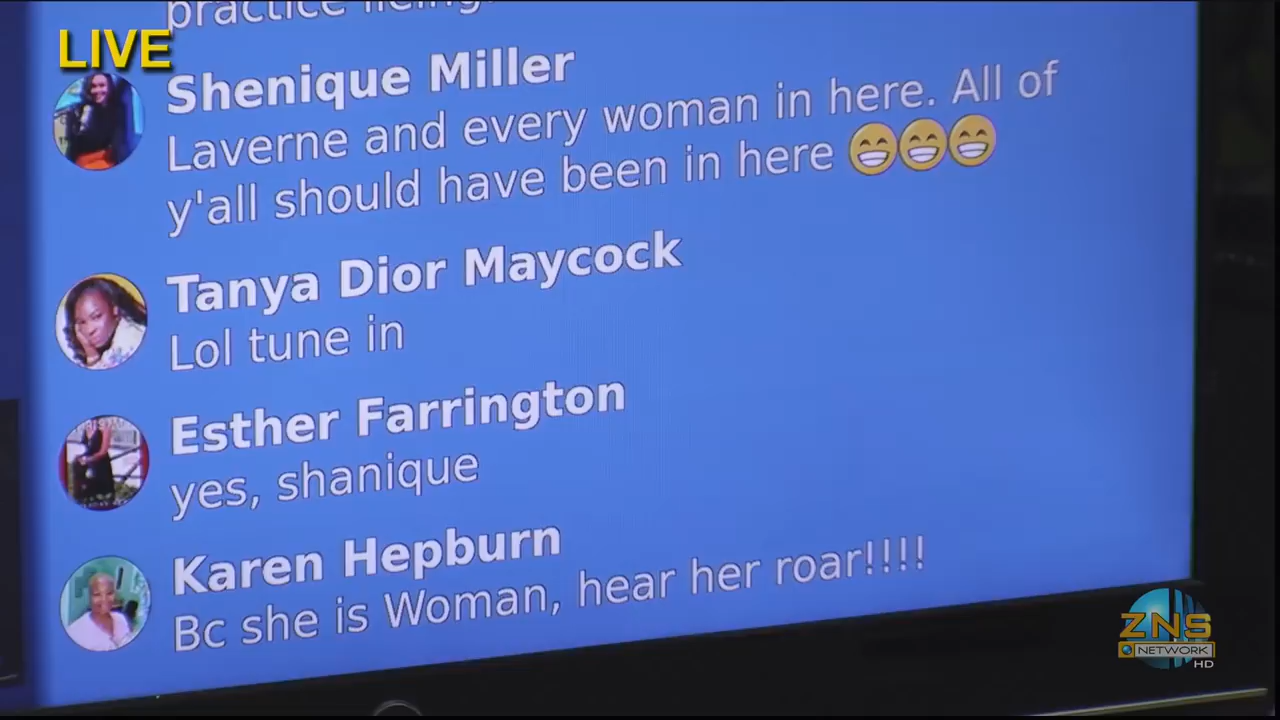 practice
LIVE
Shenique Miller
Laverne and every woman in here. All of
y'all should have been in here 😁😁😁
Tanya Dior Maycock
Lol tune in
Esther Farrington
yes, shanique
Karen Hepburn
Bc she is Woman, hear her roar!!!!
ZNS
NETWORK
HD